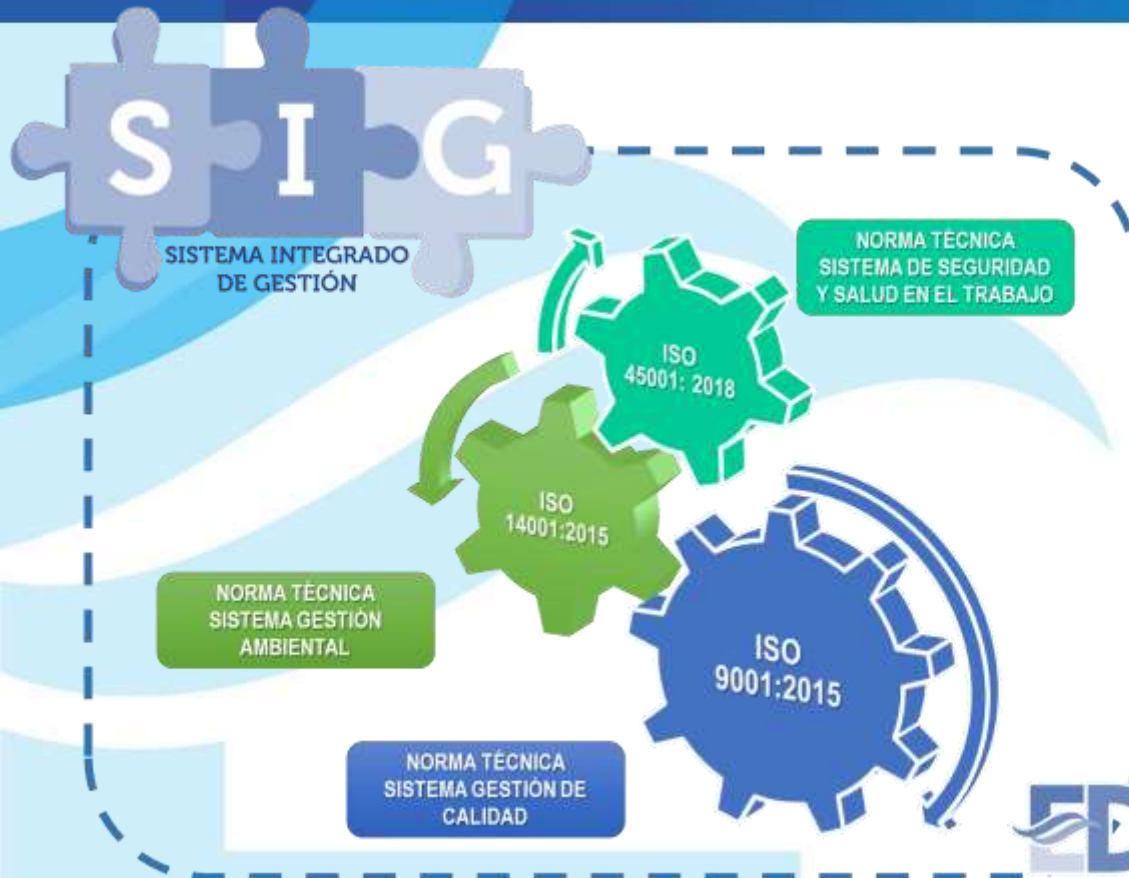 SIG
SISTEMA INTEGRADO
DE GESTIÓN
NORMA TÉCNICA
SISTEMA DE SEGURIDAD
Y SALUD EN EL TRABAJO
ISO
45001: 2018
ISO
14001:2015
NORMA TÉCNICA
SISTEMA GESTIÓN
AMBIENTAL
ISO
9001:2015
NORMA TÉCNICA
SISTEMA GESTIÓN DE
CALIDAD